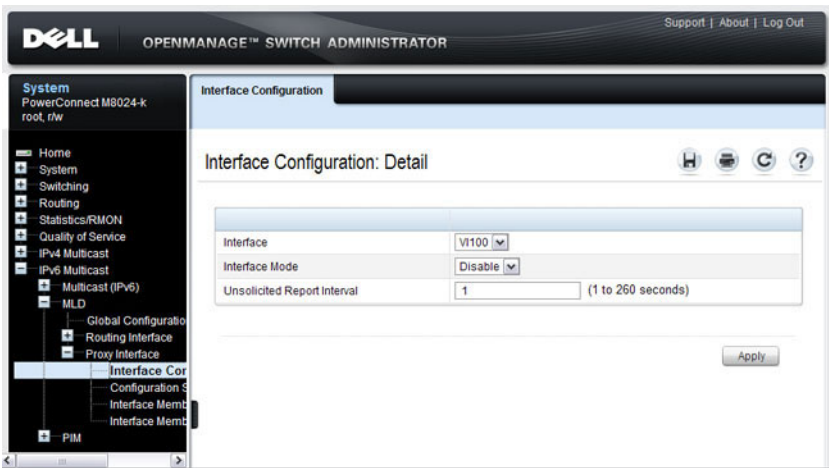 Support | About | Log Out
DELL
OPENMANAGE™ SWITCH ADMINISTRATOR
System
PowerConnect M8024-k
root, r/w
Interface Configuration
Home
System
Switching
Routing
Statistics/RMON
Quality of Service
IPv4 Multicast
IPv6 Multicast
Multicast (IPv6)
MLD
Global Configuratio
Routing Interface
Proxy Interface
Interface Cor
Configuration S
Interface Memb
Interface Memb
PIM
Interface Configuration: Detail
Interface Vl100
Interface Mode Disable
Unsolicited Report Interval 1 (1 to 260 seconds)
Apply